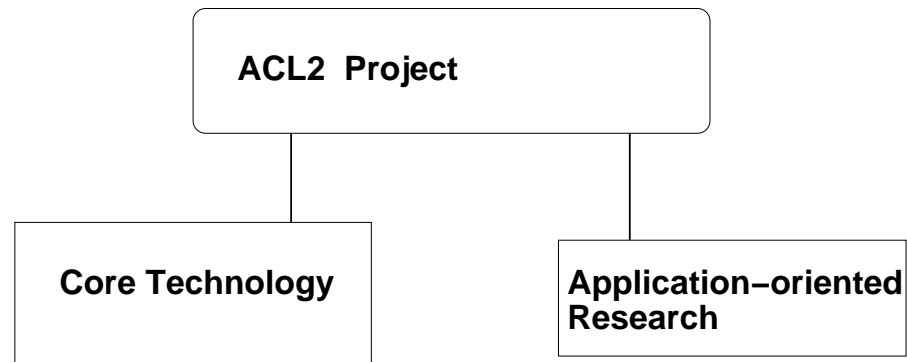 ACL2 Project
Core Technology
Application–oriented
Research